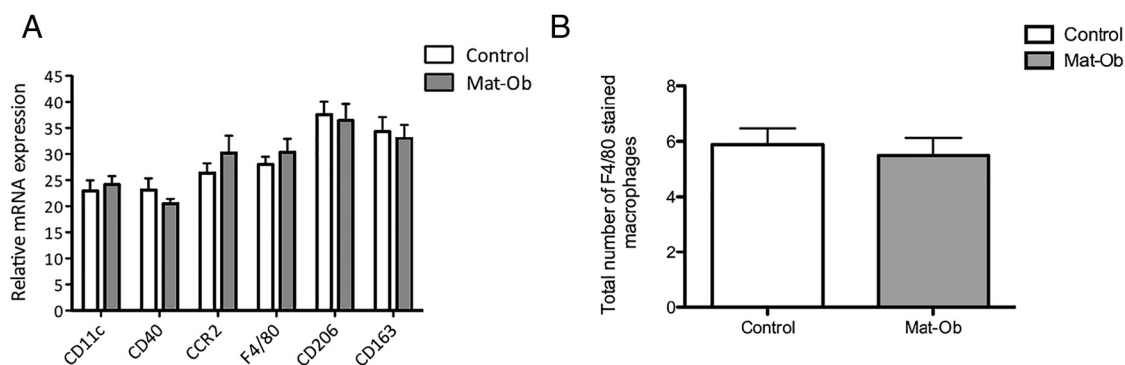 A
Control
Mat-Ob
Relative mRNA expression
45
40
35
30
25
20
15
10
5
0
CD11c
CD40
CCR2
F4/80
CD206
CD163
B
Control
Mat-Ob
Total number of F4/80 stained
macrophages
8
6
4
2
0
Control
Mat-Ob